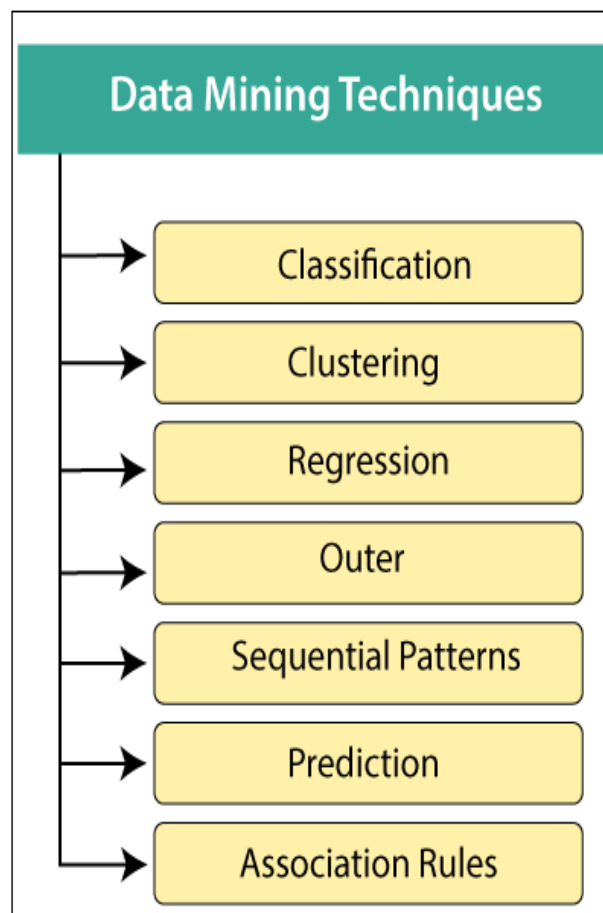 Data Mining Techniques
Classification
Clustering
Regression
Outer
Sequential Patterns
Prediction
Association Rules